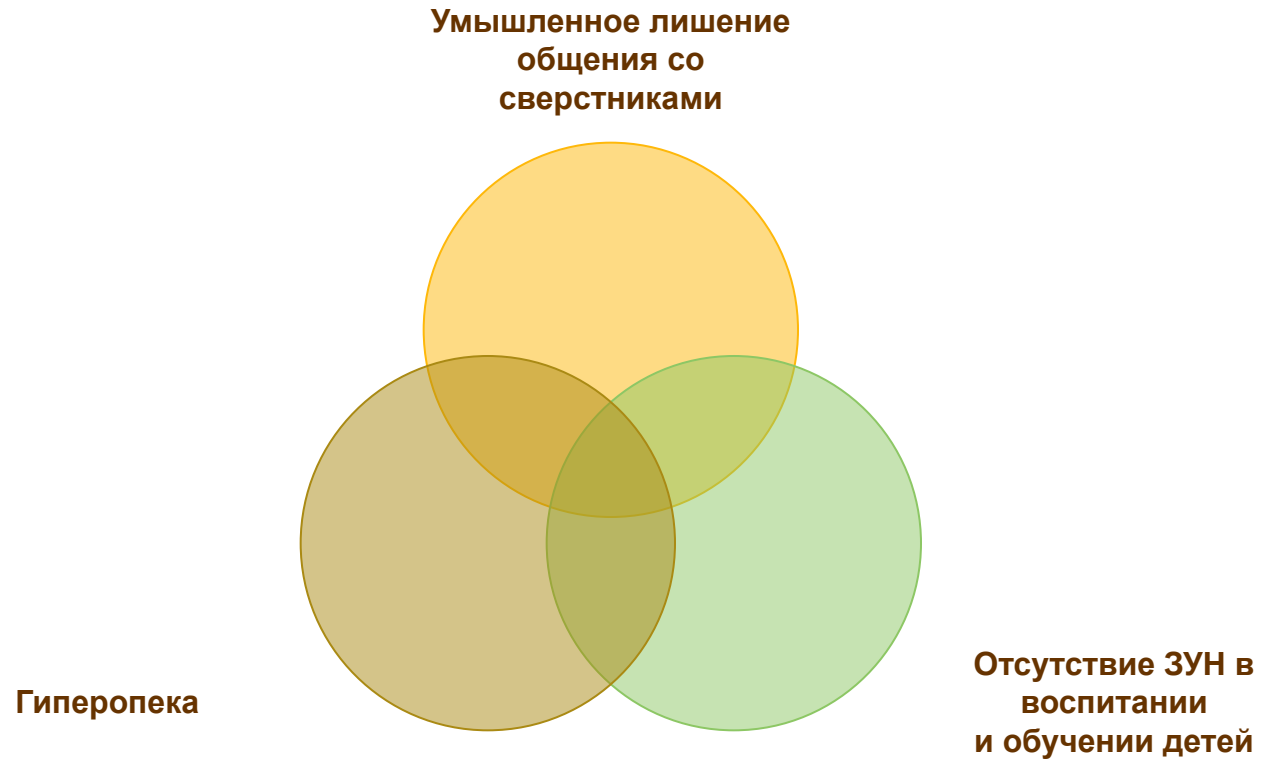 Умышленное лишение
общения со
сверстниками
Гиперопека
Отсутствие ЗУН в
воспитании
и обучении детей